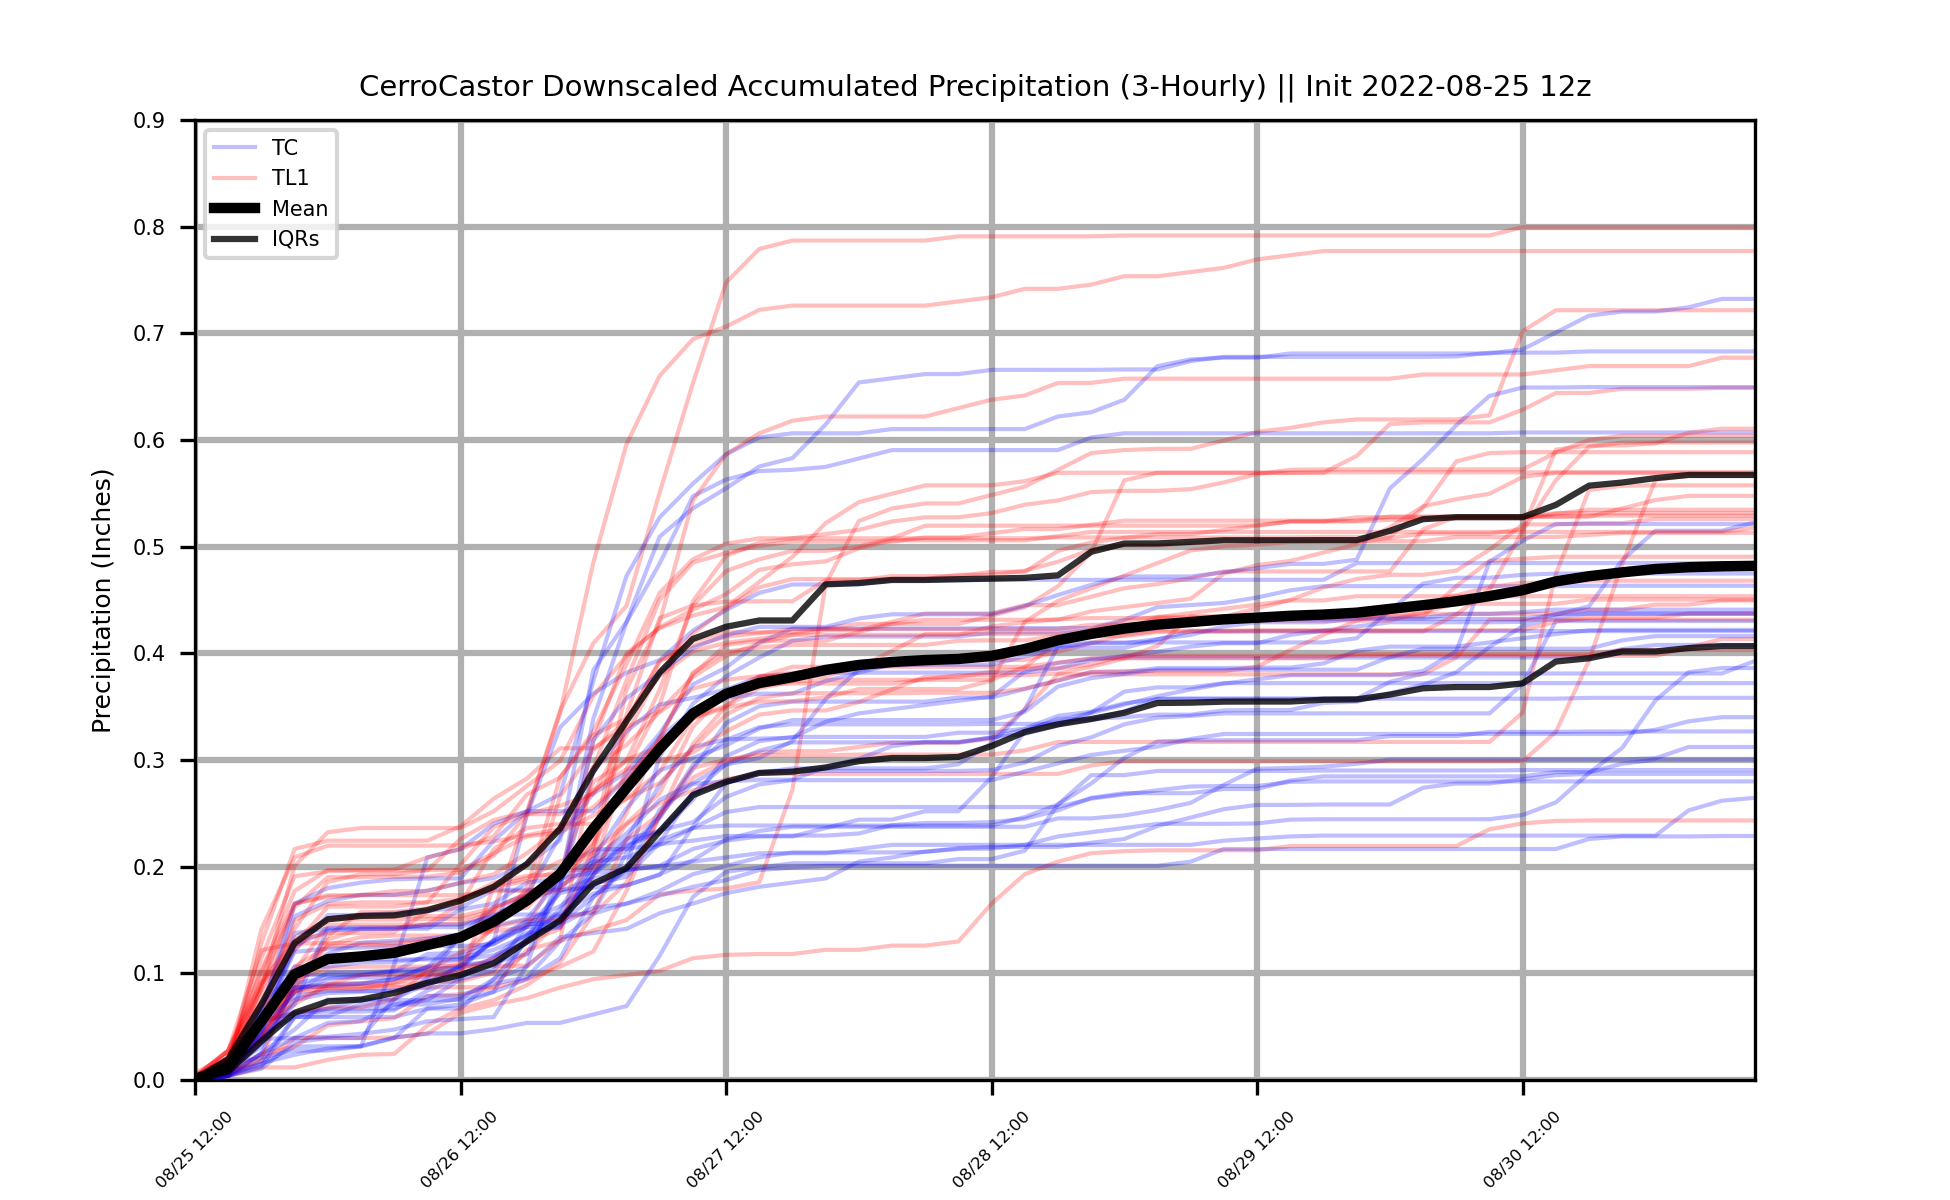 CerroCastor Downscaled Accumulated Precipitation (3-Hourly) || Init 2022-08-25 12z
TC
TL1
Mean
IQRs
Precipitation (Inches)
0.9
0.8
0.7
0.6
0.5
0.4
0.3
0.2
0.1
0.0
08/25 12:00
08/26 12:00
08/27 12:00
08/28 12:00
08/29 12:00
08/30 12:00